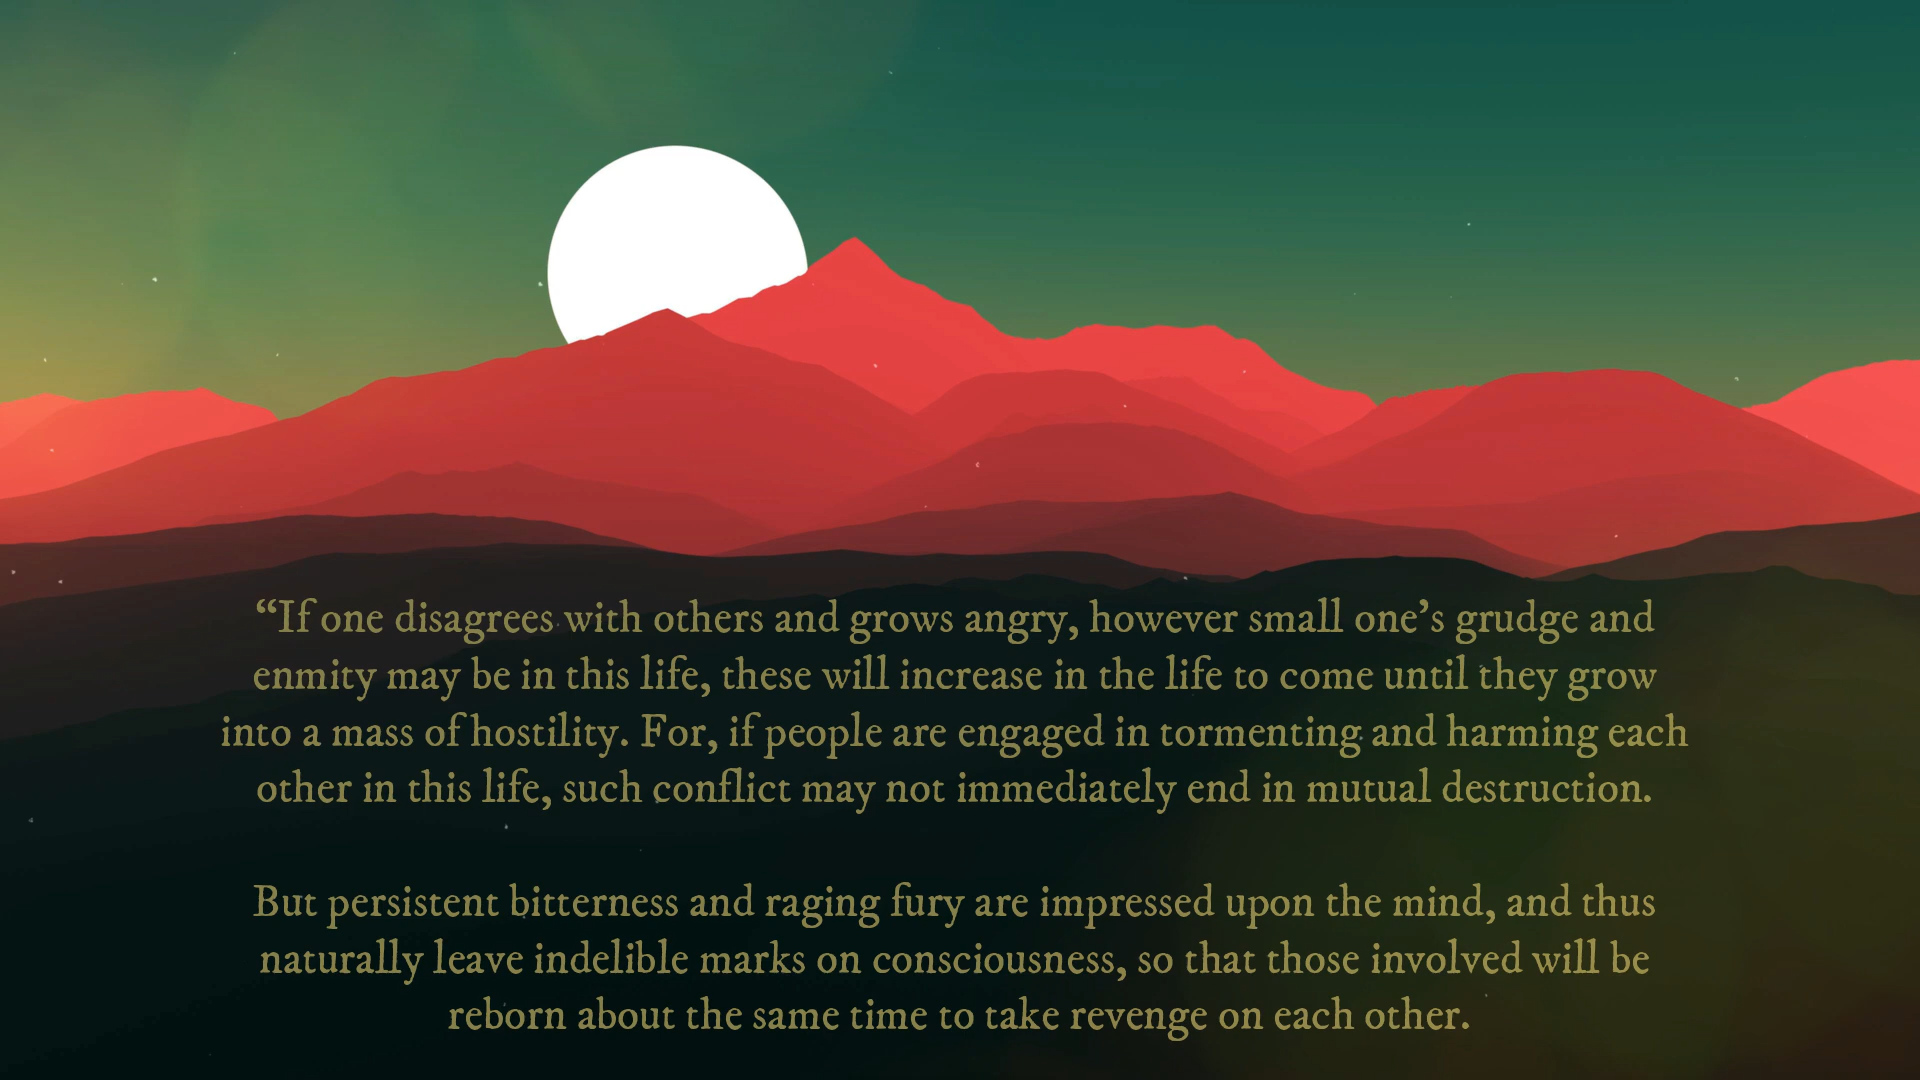 “If one disagrees with others and grows angry, however small one’s grudge and
enmity may be in this life, these will increase in the life to come until they grow
into a mass of hostility. For, if people are engaged in tormenting and harming each
other in this life, such conflict may not immediately end in mutual destruction.
But persistent bitterness and raging fury are impressed upon the mind, and thus
naturally leave indelible marks on consciousness, so that those involved will be
reborn about the same time to take revenge on each other.